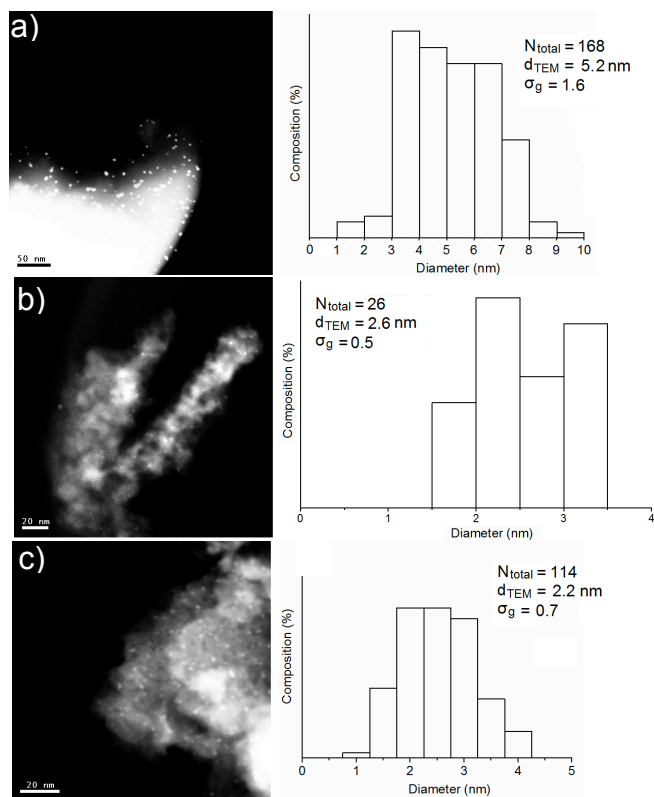 a)
50 nm
Composition (%)
N_total = 168
d_TEM = 5.2 nm
σ_g = 1.6
0 1 2 3 4 5 6 7 8 9 10
Diameter (nm)
b)
20 nm
Composition (%)
N_total = 26
d_TEM = 2.6 nm
σ_g = 0.5
0 2 3 4
Diameter (nm)
c)
20 nm
Composition (%)
N_total = 114
d_TEM = 2.2 nm
σ_g = 0.7
0 1 2 3 4 5
Diameter (nm)